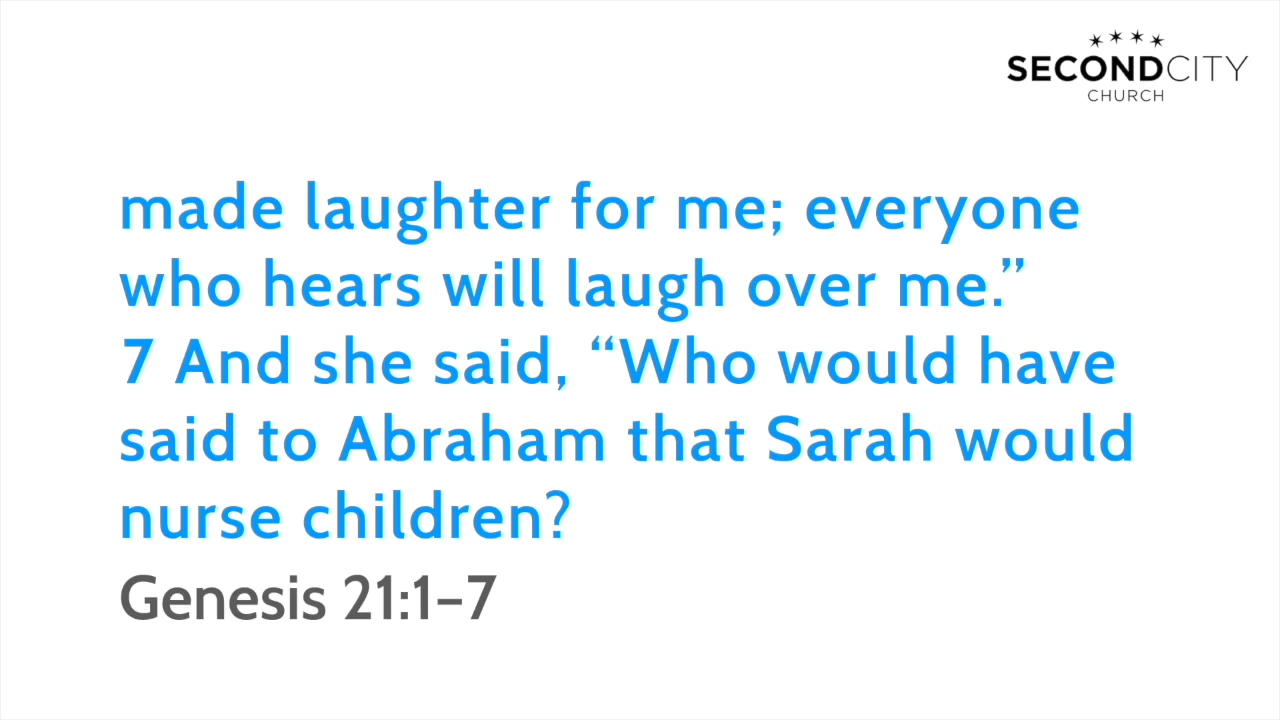 SECONDCITY
CHURCH
made laughter for me; everyone
who hears will laugh over me.”
7 And she said, “Who would have
said to Abraham that Sarah would
nurse children?
Genesis 21:1–7